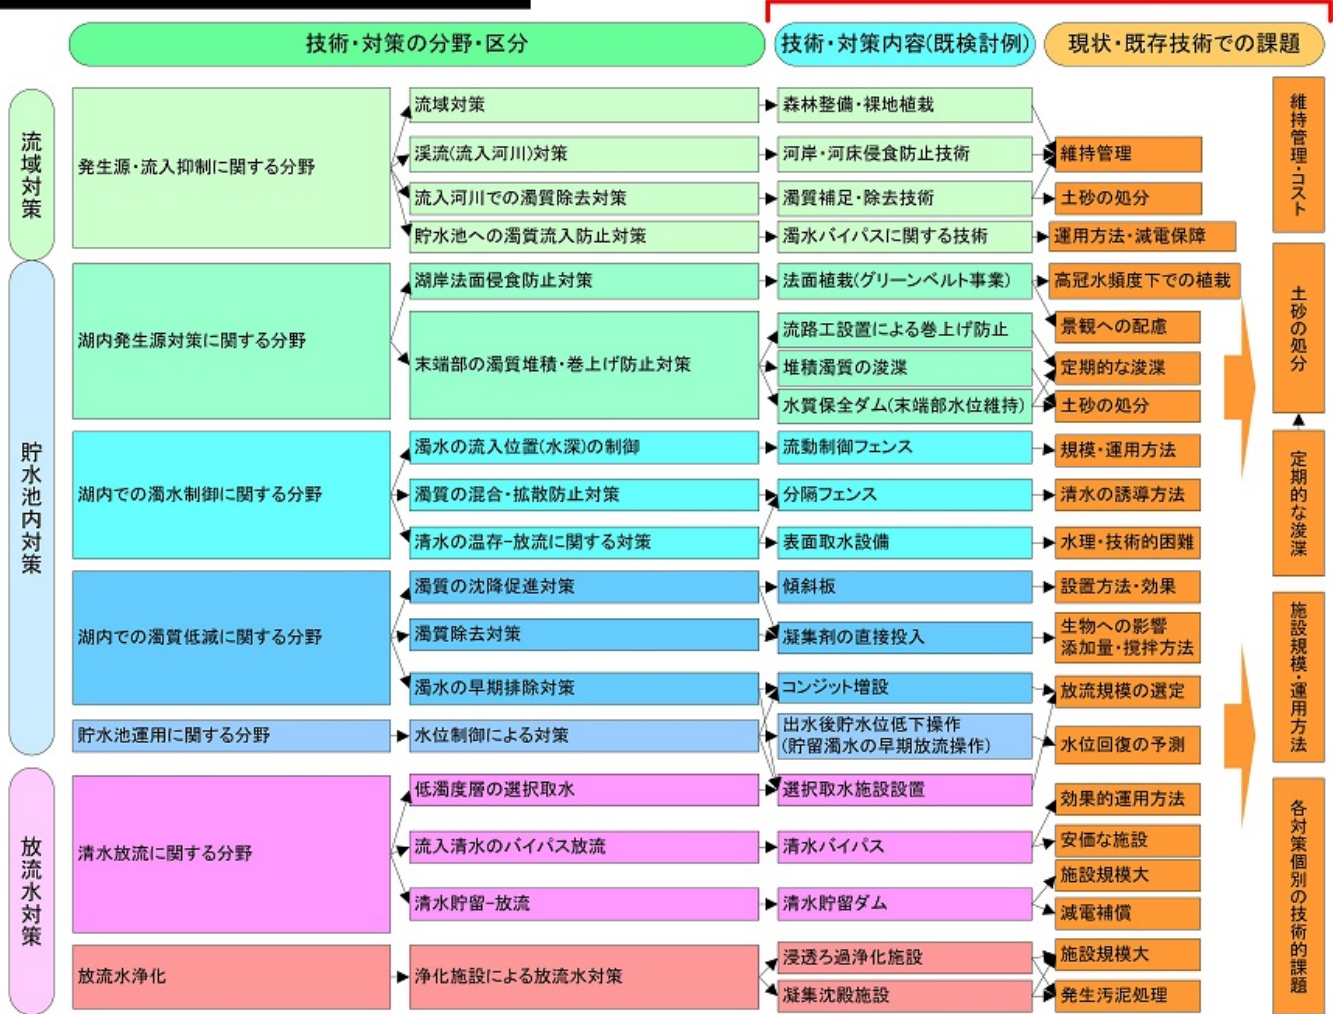 技術・対策の分野・区分
技術・対策内容(既検討例)
現状・既存技術での課題
流域対策
発生源・流入抑制に関する分野
流域対策
森林整備・裸地植栽
渓流(流入河川)対策
河岸・河床侵食防止技術
維持管理
流入河川での濁質除去対策
濁質補足・除去技術
土砂の処分
貯水池への濁質流入防止対策
濁水バイパスに関する技術
運用方法・減電保障
貯水池内対策
湖内発生源対策に関する分野
湖岸法面侵食防止対策
法面植栽(グリーンベルト事業)
高冠水頻度下での植栽
景観への配慮
末端部の濁質堆積・巻上げ防止対策
流路工設置による巻上げ防止
堆積濁質の浚渫
定期的な浚渫
水質保全ダム(末端部水位維持)
土砂の処分
湖内での濁水制御に関する分野
濁水の流入位置(水深)の制御
流動制御フェンス
規模・運用方法
濁質の混合・拡散防止対策
分隔フェンス
清水の誘導方法
清水の温存−放流に関する対策
表面取水設備
水理・技術的困難
湖内での濁質低減に関する分野
濁質の沈降促進対策
傾斜板
設置方法・効果
濁質除去対策
凝集剤の直接投入
生物への影響
添加量・撹拌方法
濁水の早期排除対策
コンジット増設
放流規模の選定
貯水池運用に関する分野
水位制御による対策
出水後貯水位低下操作
(貯留濁水の早期放流操作)
水位回復の予測
放流水対策
清水放流に関する分野
低濁度層の選択取水
選択取水施設設置
効果的運用方法
流入清水のバイパス放流
清水バイパス
安価な施設
施設規模大
清水貯留−放流
清水貯留ダム
減電補償
放流水浄化
浄化施設による放流水対策
浸透ろ過浄化施設
施設規模大
凝集沈殿施設
発生汚泥処理
維持管理・コスト
土砂の処分
定期的な浚渫
施設規模・運用方法
各対策個別の技術的課題